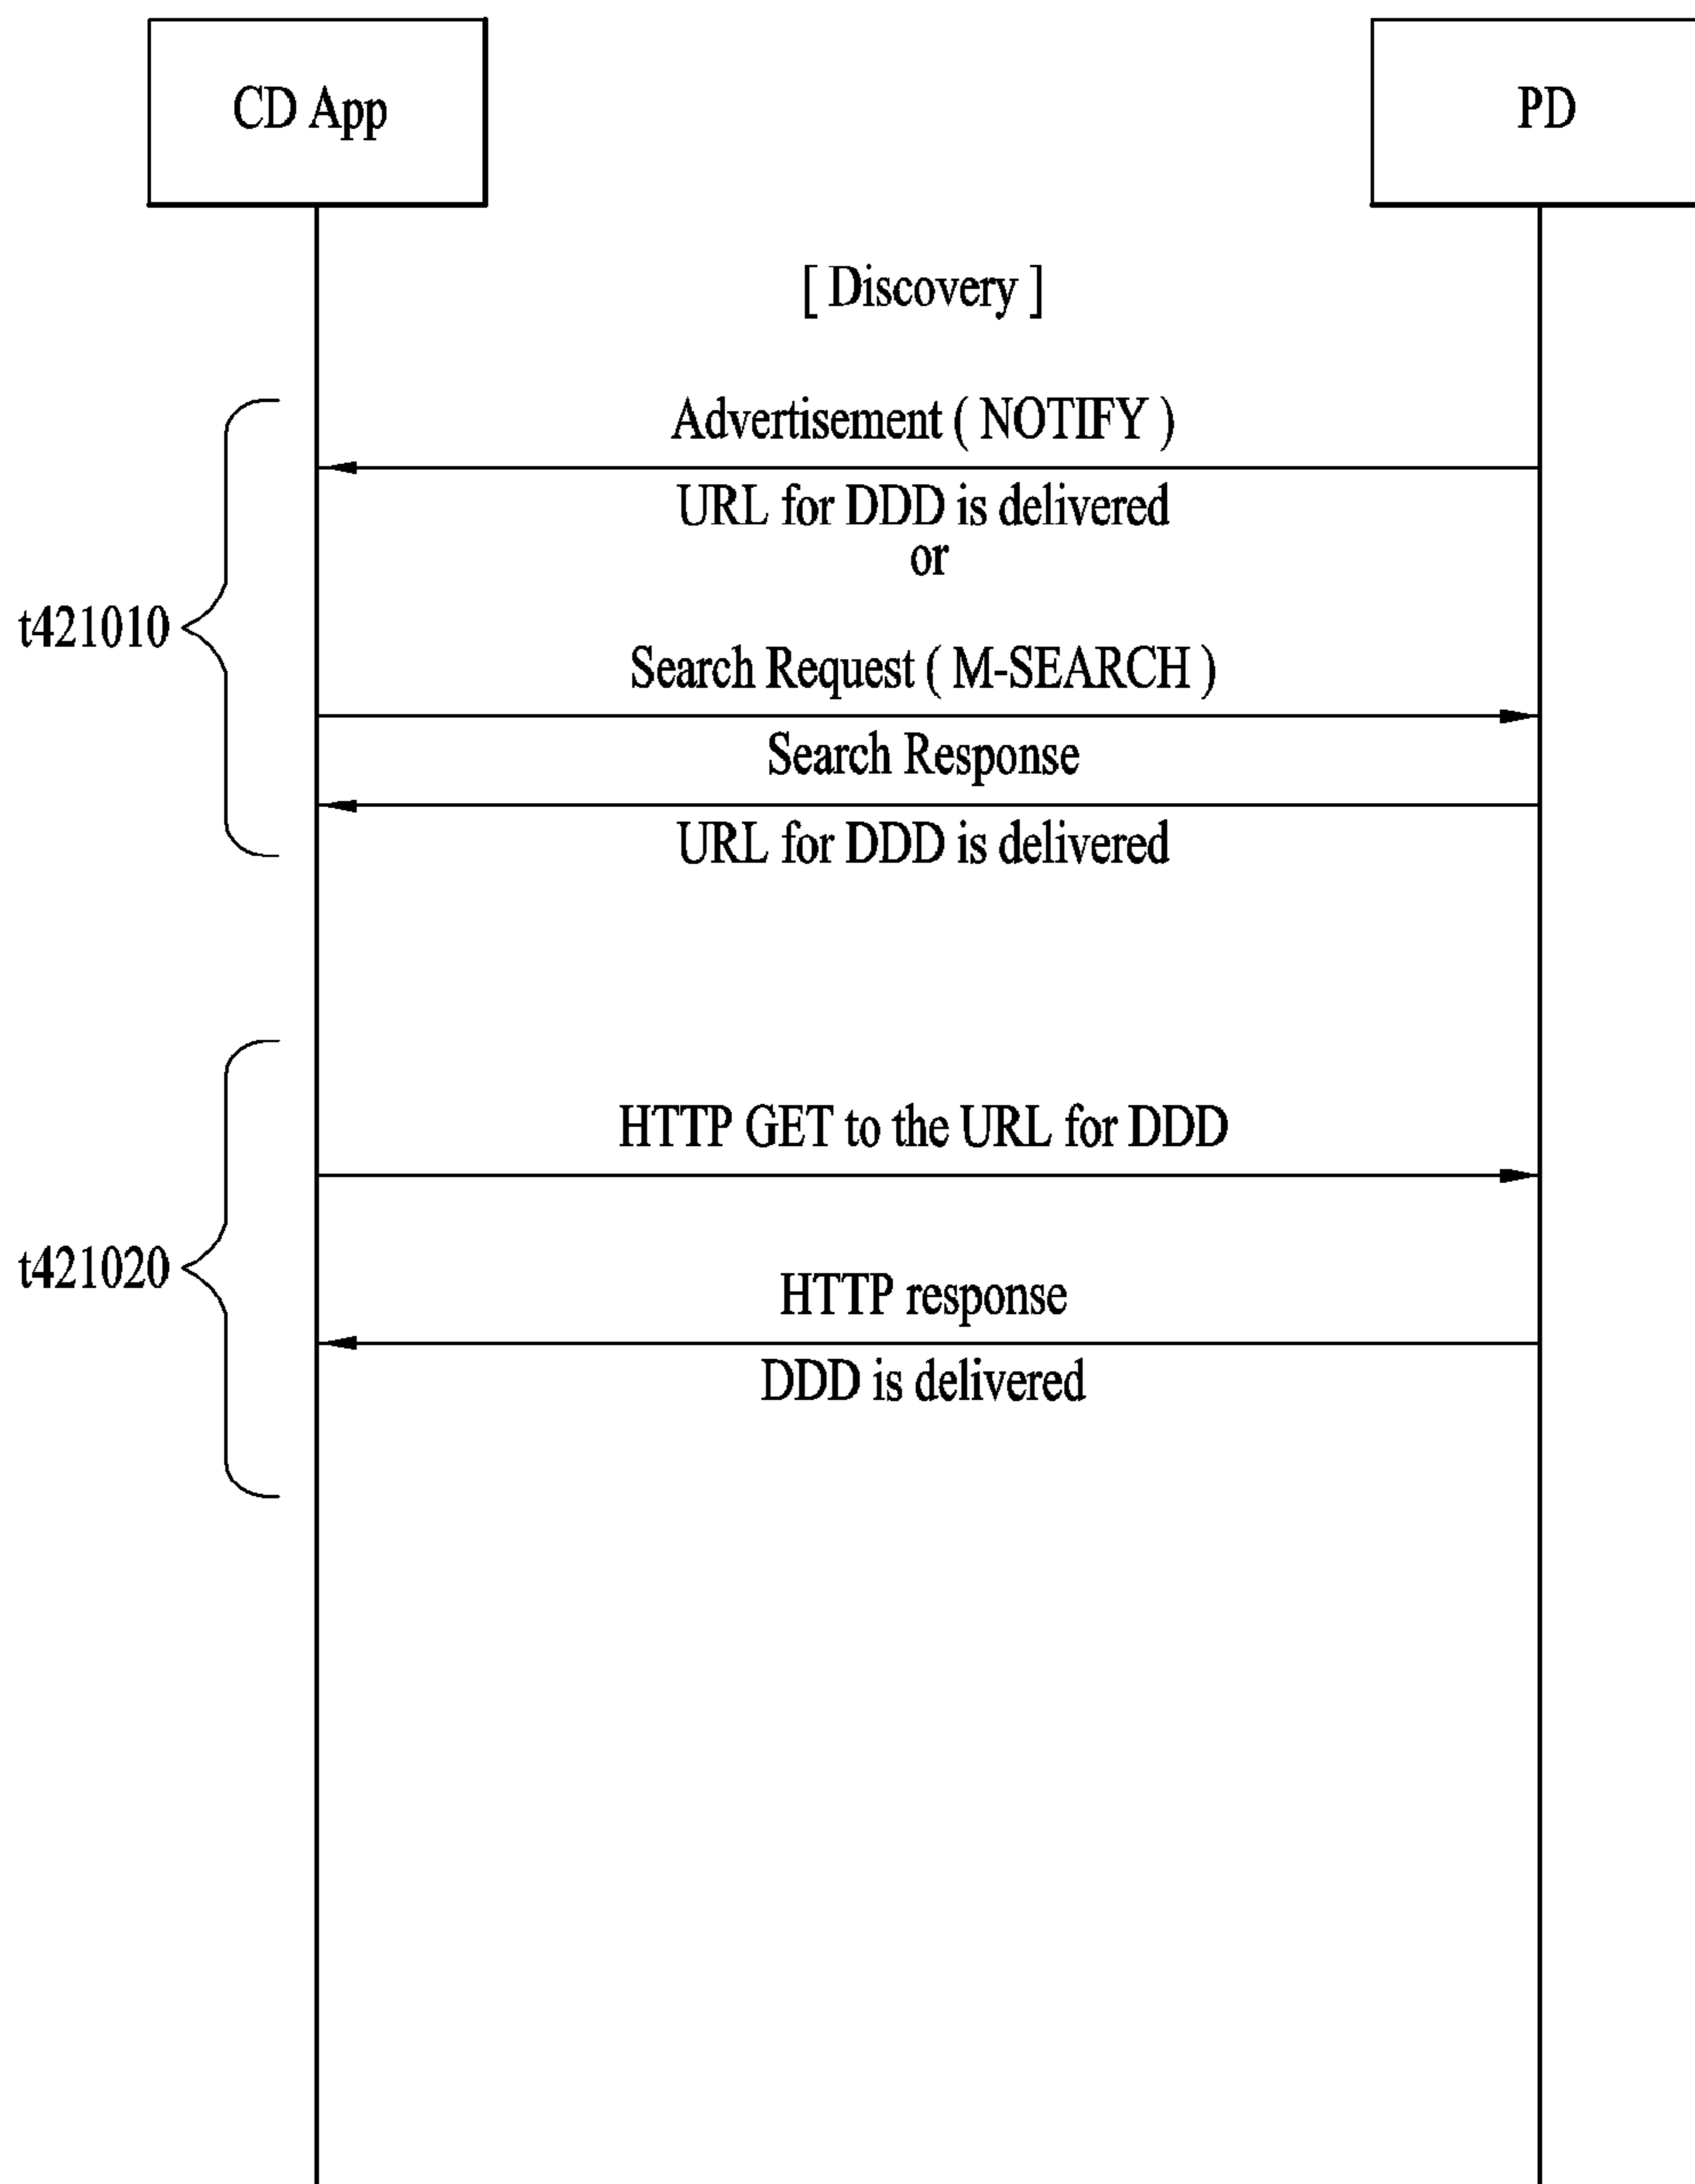 CD App
PD
[ Discovery ]
Advertisement ( NOTIFY )
URL for DDD is delivered
or
t421010
Search Request ( M-SEARCH )
Search Response
URL for DDD is delivered
HTTP GET to the URL for DDD
t421020
HTTP response
DDD is delivered